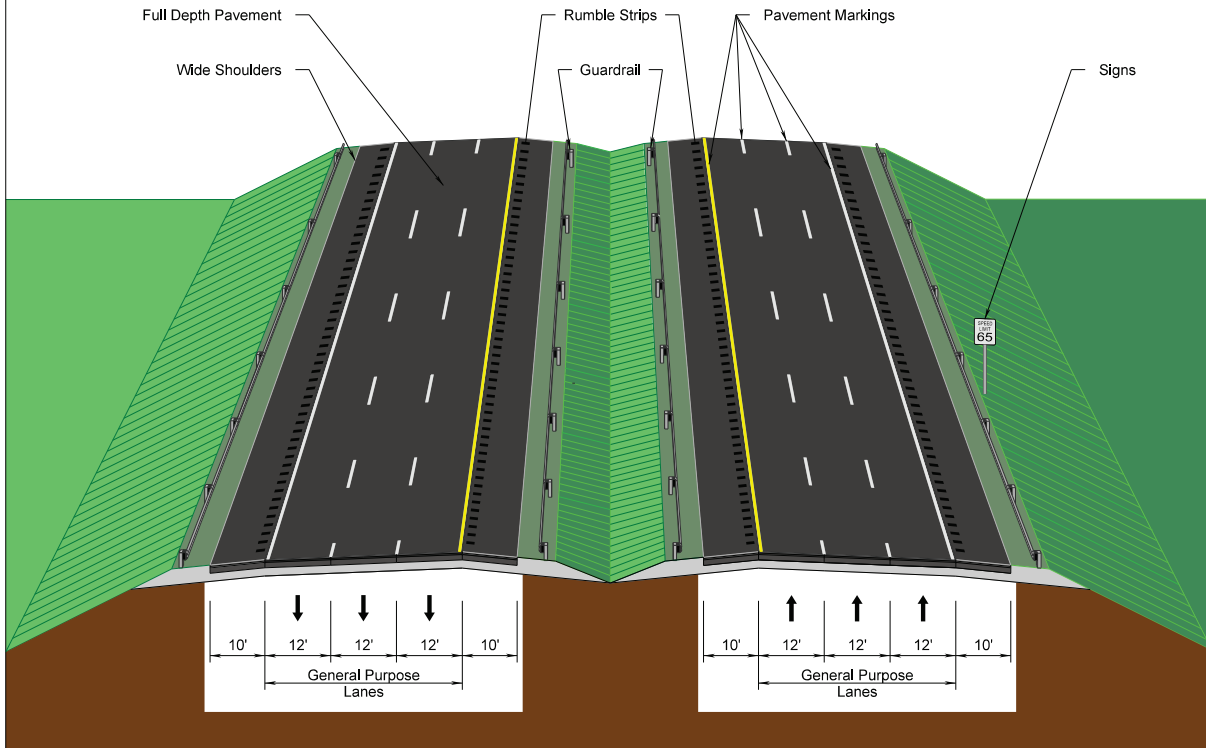 Full Depth Pavement
Rumble Strips
Pavement Markings
Wide Shoulders
Guardrail
Signs
SPEED
LIMIT
65
10' 12' 12' 12' 10'
General Purpose
Lanes
10' 12' 12' 12' 10'
General Purpose
Lanes